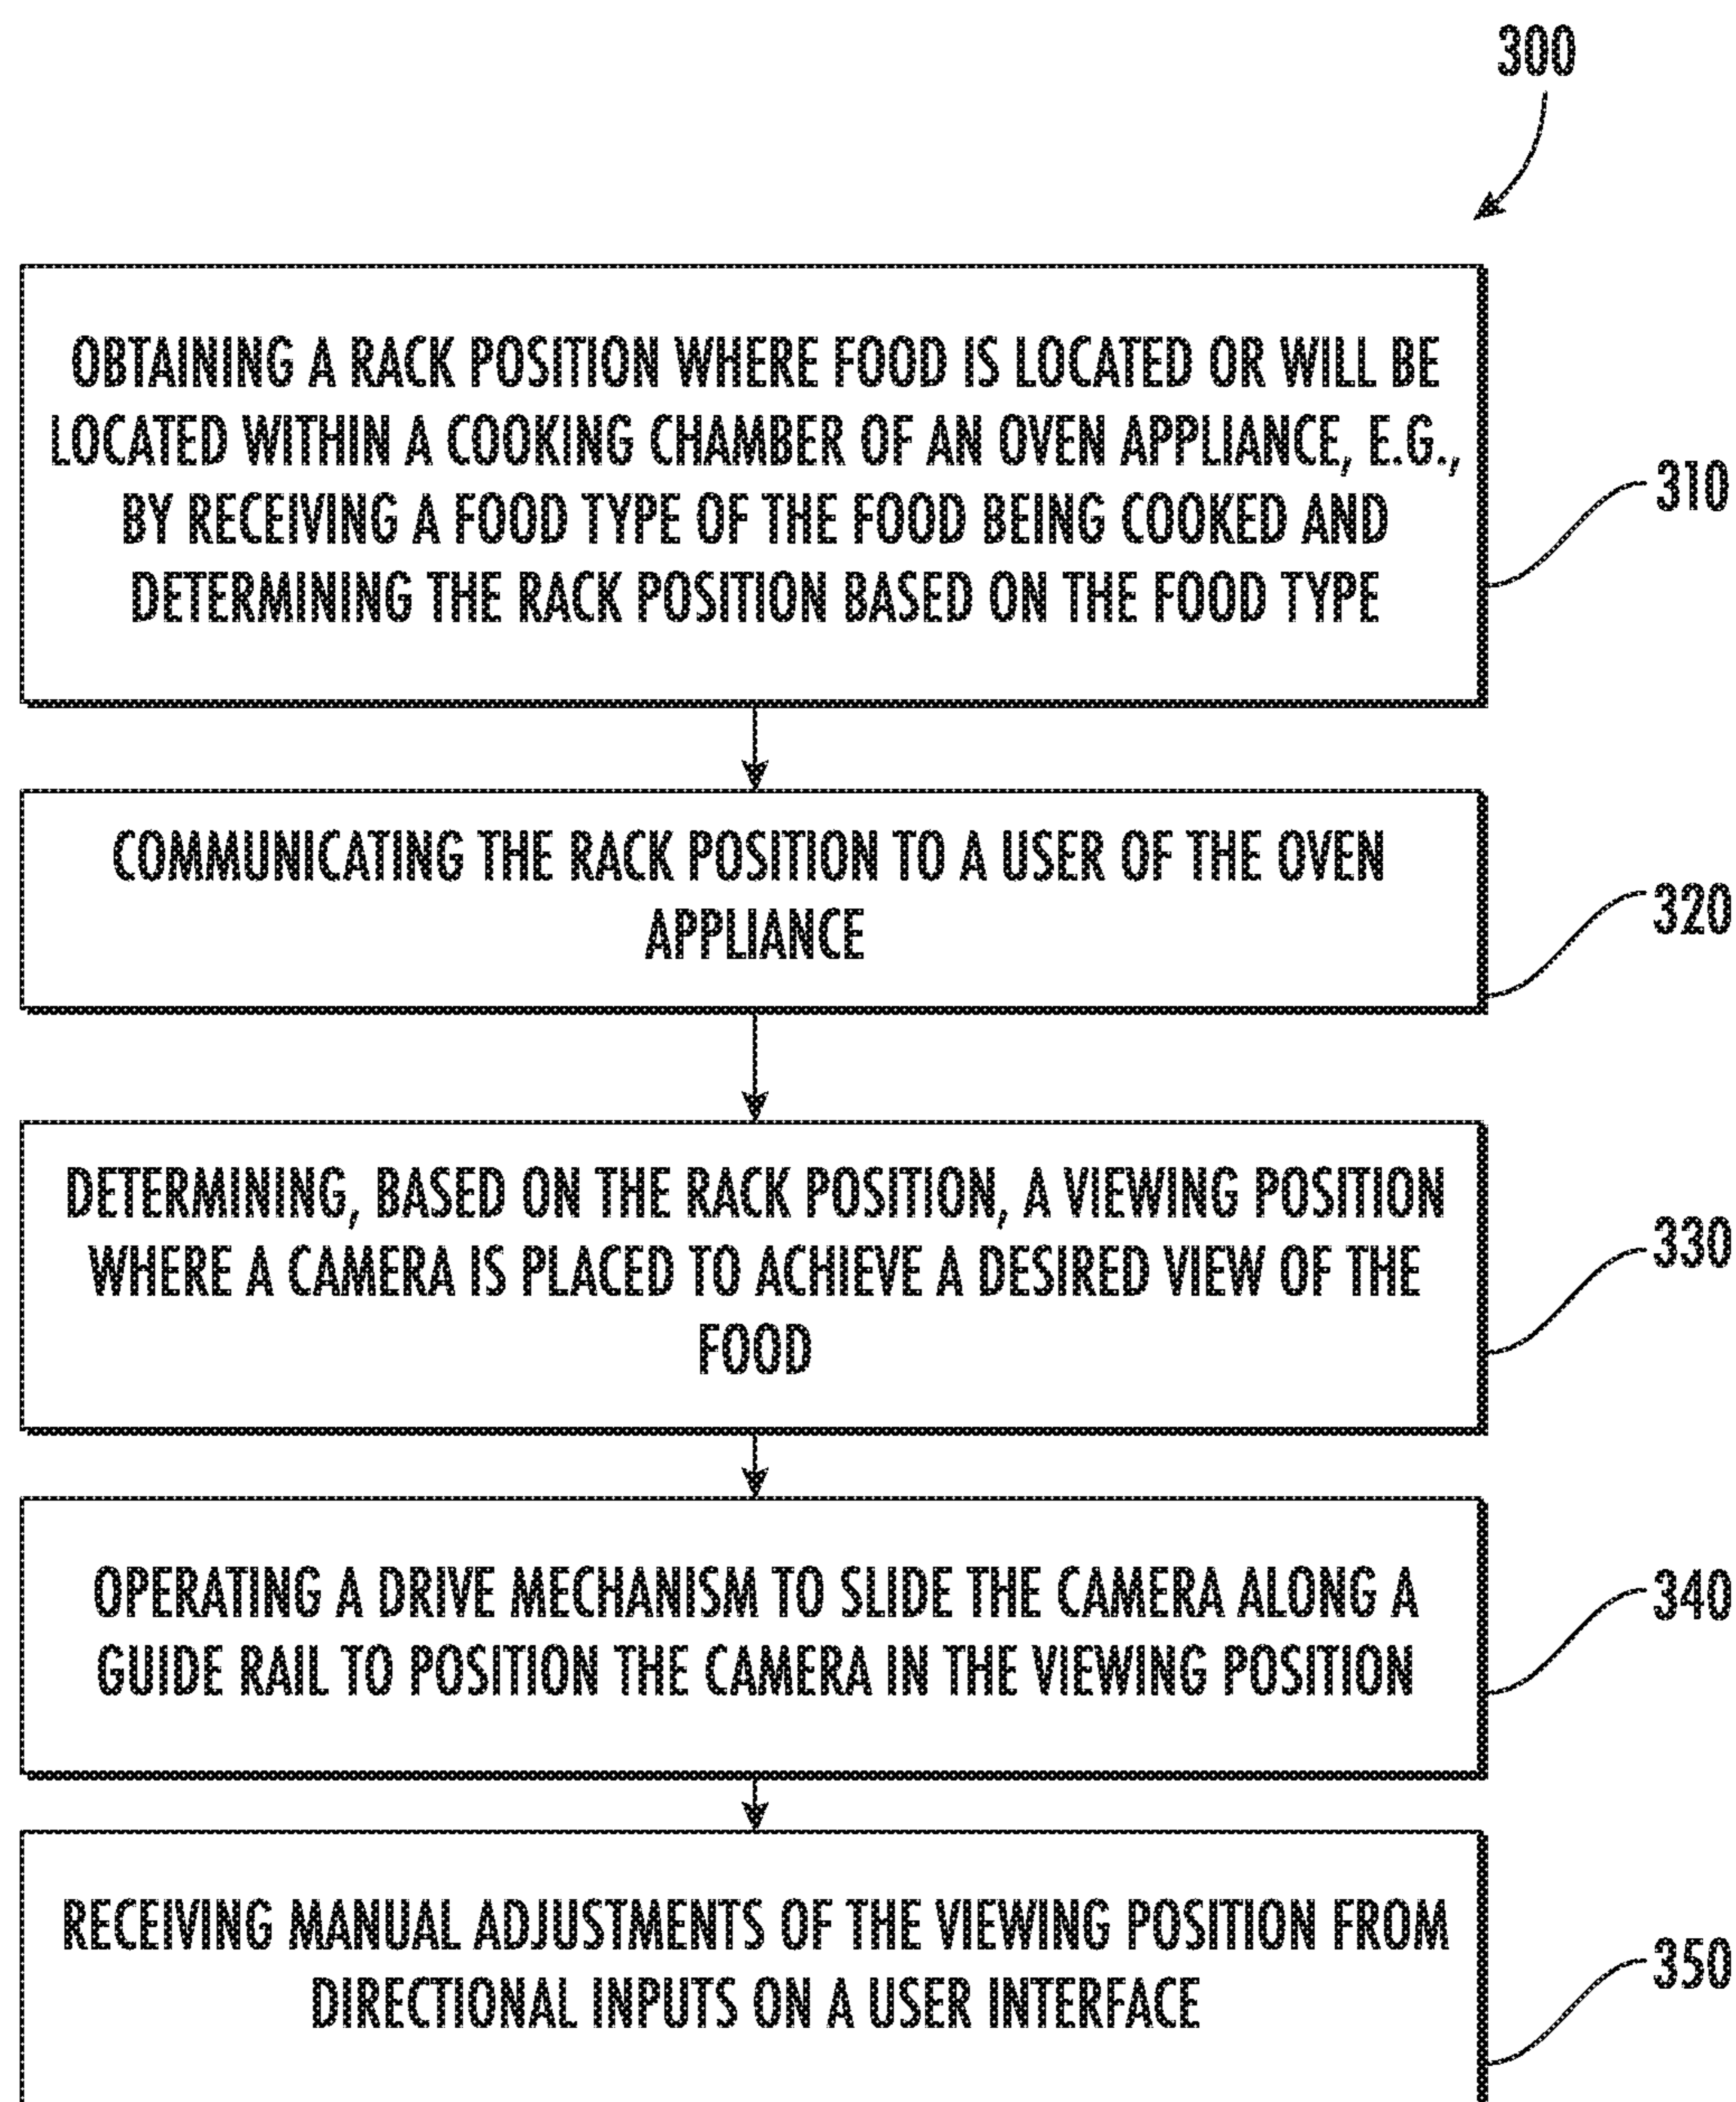 300
OBTAINING A RACK POSITION WHERE FOOD IS LOCATED OR WILL BE
LOCATED WITHIN A COOKING CHAMBER OF AN OVEN APPLIANCE, E.G.,
BY RECEIVING A FOOD TYPE OF THE FOOD BEING COOKED AND
DETERMINING THE RACK POSITION BASED ON THE FOOD TYPE
310
COMMUNICATING THE RACK POSITION TO A USER OF THE OVEN
APPLIANCE
320
DETERMINING, BASED ON THE RACK POSITION, A VIEWING POSITION
WHERE A CAMERA IS PLACED TO ACHIEVE A DESIRED VIEW OF THE
FOOD
330
OPERATING A DRIVE MECHANISM TO SLIDE THE CAMERA ALONG A
GUIDE RAIL TO POSITION THE CAMERA IN THE VIEWING POSITION
340
RECEIVING MANUAL ADJUSTMENTS OF THE VIEWING POSITION FROM
DIRECTIONAL INPUTS ON A USER INTERFACE
350